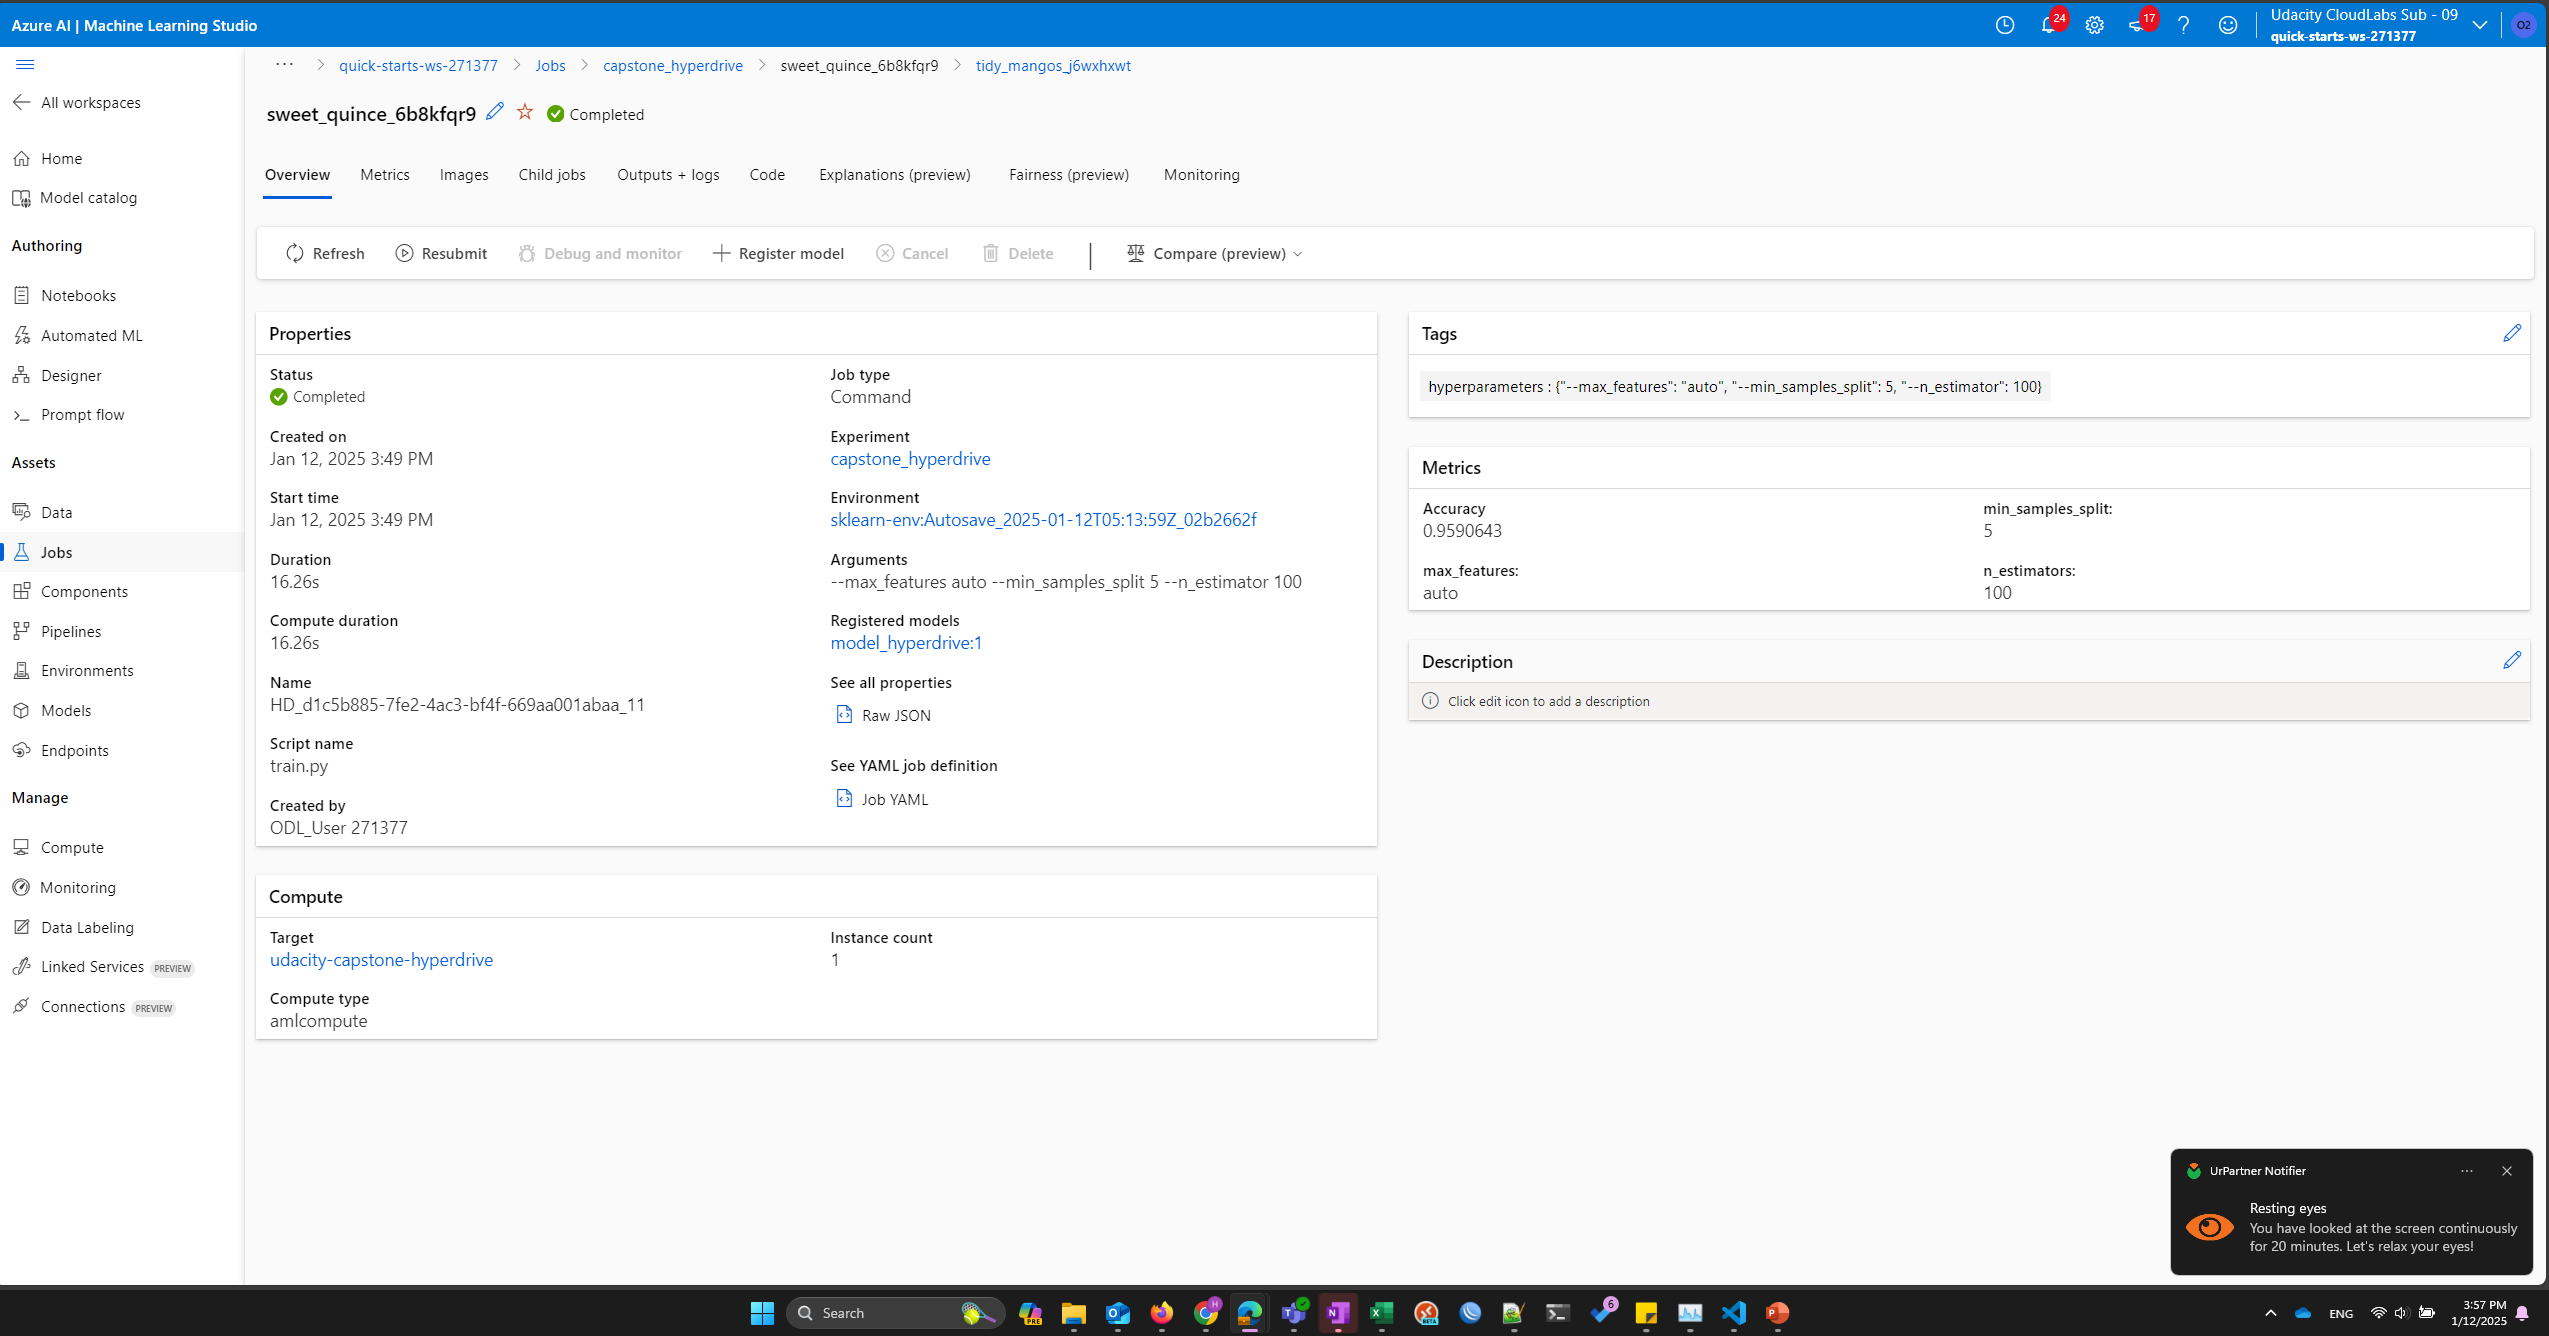 Azure AI | Machine Learning Studio
24
17
Udacity CloudLabs Sub - 09
quick-starts-ws-271377
O2
All workspaces
Home
Model catalog
Authoring
Notebooks
Automated ML
Designer
Prompt flow
Assets
Data
Jobs
Components
Pipelines
Environments
Models
Endpoints
Manage
Compute
Monitoring
Data Labeling
Linked Services PREVIEW
Connections PREVIEW
··· > quick-starts-ws-271377 > Jobs > capstone_hyperdrive > sweet_quince_6b8kfqr9 > tidy_mangos_j6wxhxwt
sweet_quince_6b8kfqr9 Completed
Overview Metrics Images Child jobs Outputs + logs Code Explanations (preview) Fairness (preview) Monitoring
Refresh Resubmit Debug and monitor Register model Cancel Delete Compare (preview)
Properties
Status
Completed
Created on
Jan 12, 2025 3:49 PM
Start time
Jan 12, 2025 3:49 PM
Duration
16.26s
Compute duration
16.26s
Name
HD_d1c5b885-7fe2-4ac3-bf4f-669aa001abaa_11
Script name
train.py
Created by
ODL_User 271377
Job type
Command
Experiment
capstone_hyperdrive
Environment
sklearn-env:Autosave_2025-01-12T05:13:59Z_02b2662f
Arguments
--max_features auto --min_samples_split 5 --n_estimator 100
Registered models
model_hyperdrive:1
See all properties
Raw JSON
See YAML job definition
Job YAML
Compute
Target
udacity-capstone-hyperdrive
Compute type
amlcompute
Instance count
1
Tags
hyperparameters : {"--max_features": "auto", "--min_samples_split": 5, "--n_estimator": 100}
Metrics
Accuracy
0.9590643
max_features:
auto
min_samples_split:
5
n_estimators:
100
Description
Click edit icon to add a description
UrPartner Notifier
Resting eyes
You have looked at the screen continuously
for 20 minutes. Let's relax your eyes!
Search
PRE
BETA
6
ENG
3:57 PM
1/12/2025